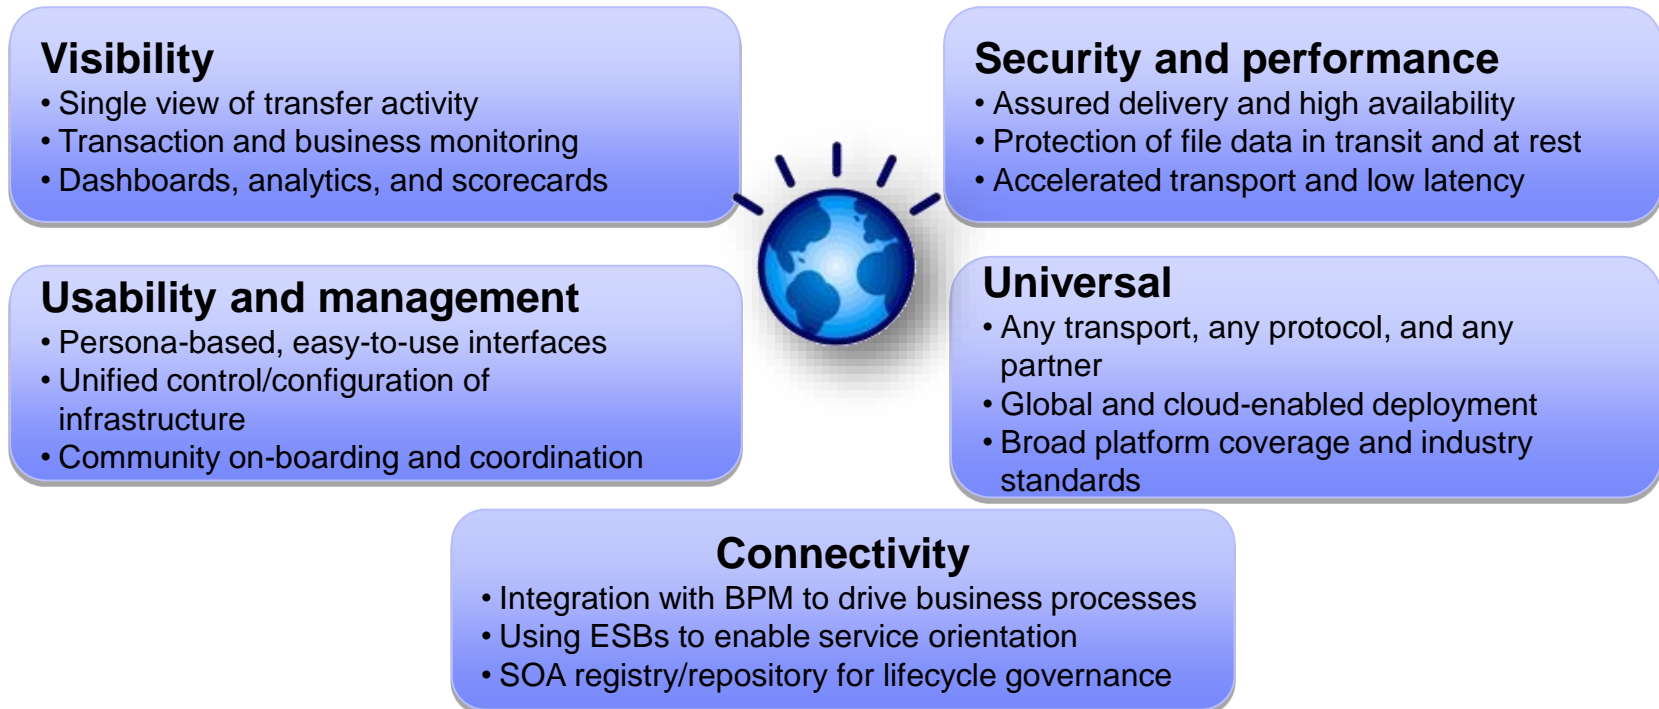 Visibility
• Single view of transfer activity
• Transaction and business monitoring
• Dashboards, analytics, and scorecards
Security and performance
• Assured delivery and high availability
• Protection of file data in transit and at rest
• Accelerated transport and low latency
Usability and management
• Persona-based, easy-to-use interfaces
• Unified control/configuration of
infrastructure
• Community on-boarding and coordination
Universal
• Any transport, any protocol, and any
partner
• Global and cloud-enabled deployment
• Broad platform coverage and industry
standards
Connectivity
• Integration with BPM to drive business processes
• Using ESBs to enable service orientation
• SOA registry/repository for lifecycle governance